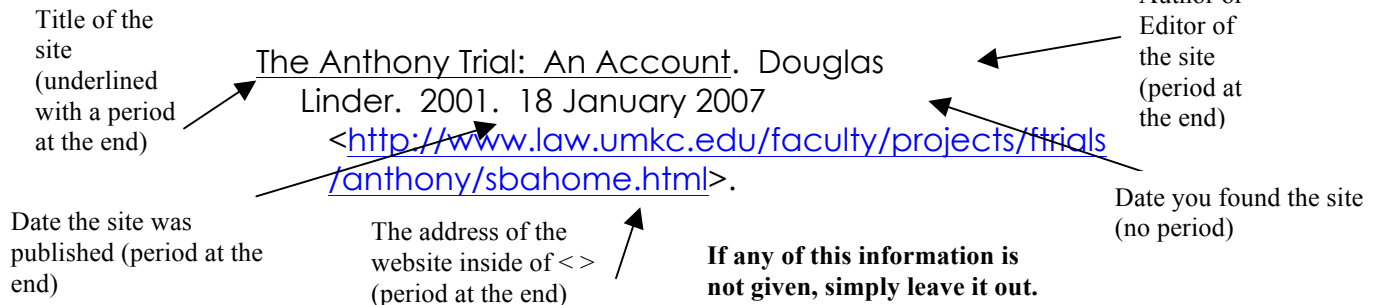 Title of the
site
(underlined
with a period
at the end)
The Anthony Trial:  An Account.  Douglas
Linder.  2001.  18 January 2007
<http://www.law.umkc.edu/faculty/projects/ftrials
/anthony/sbahome.html>.
Author or
Editor of
the site
(period at
the end)
Date the site was
published (period at the
end)
The address of the
website inside of < >
(period at the end)
If any of this information is
not given, simply leave it out.
Date you found the site
(no period)